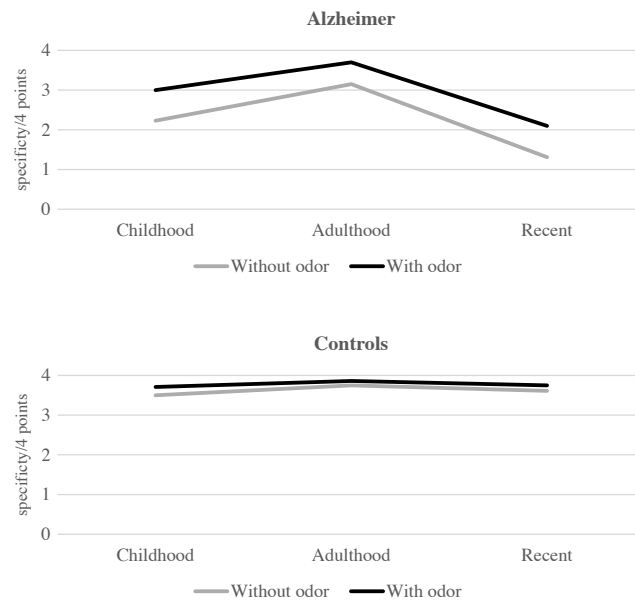 Alzheimer
4
3
2
1
0
specificty/4 points
Childhood Adulthood Recent
Without odor With odor
Controls
4
3
2
1
0
specificty/4 points
Childhood Adulthood Recent
Without odor With odor